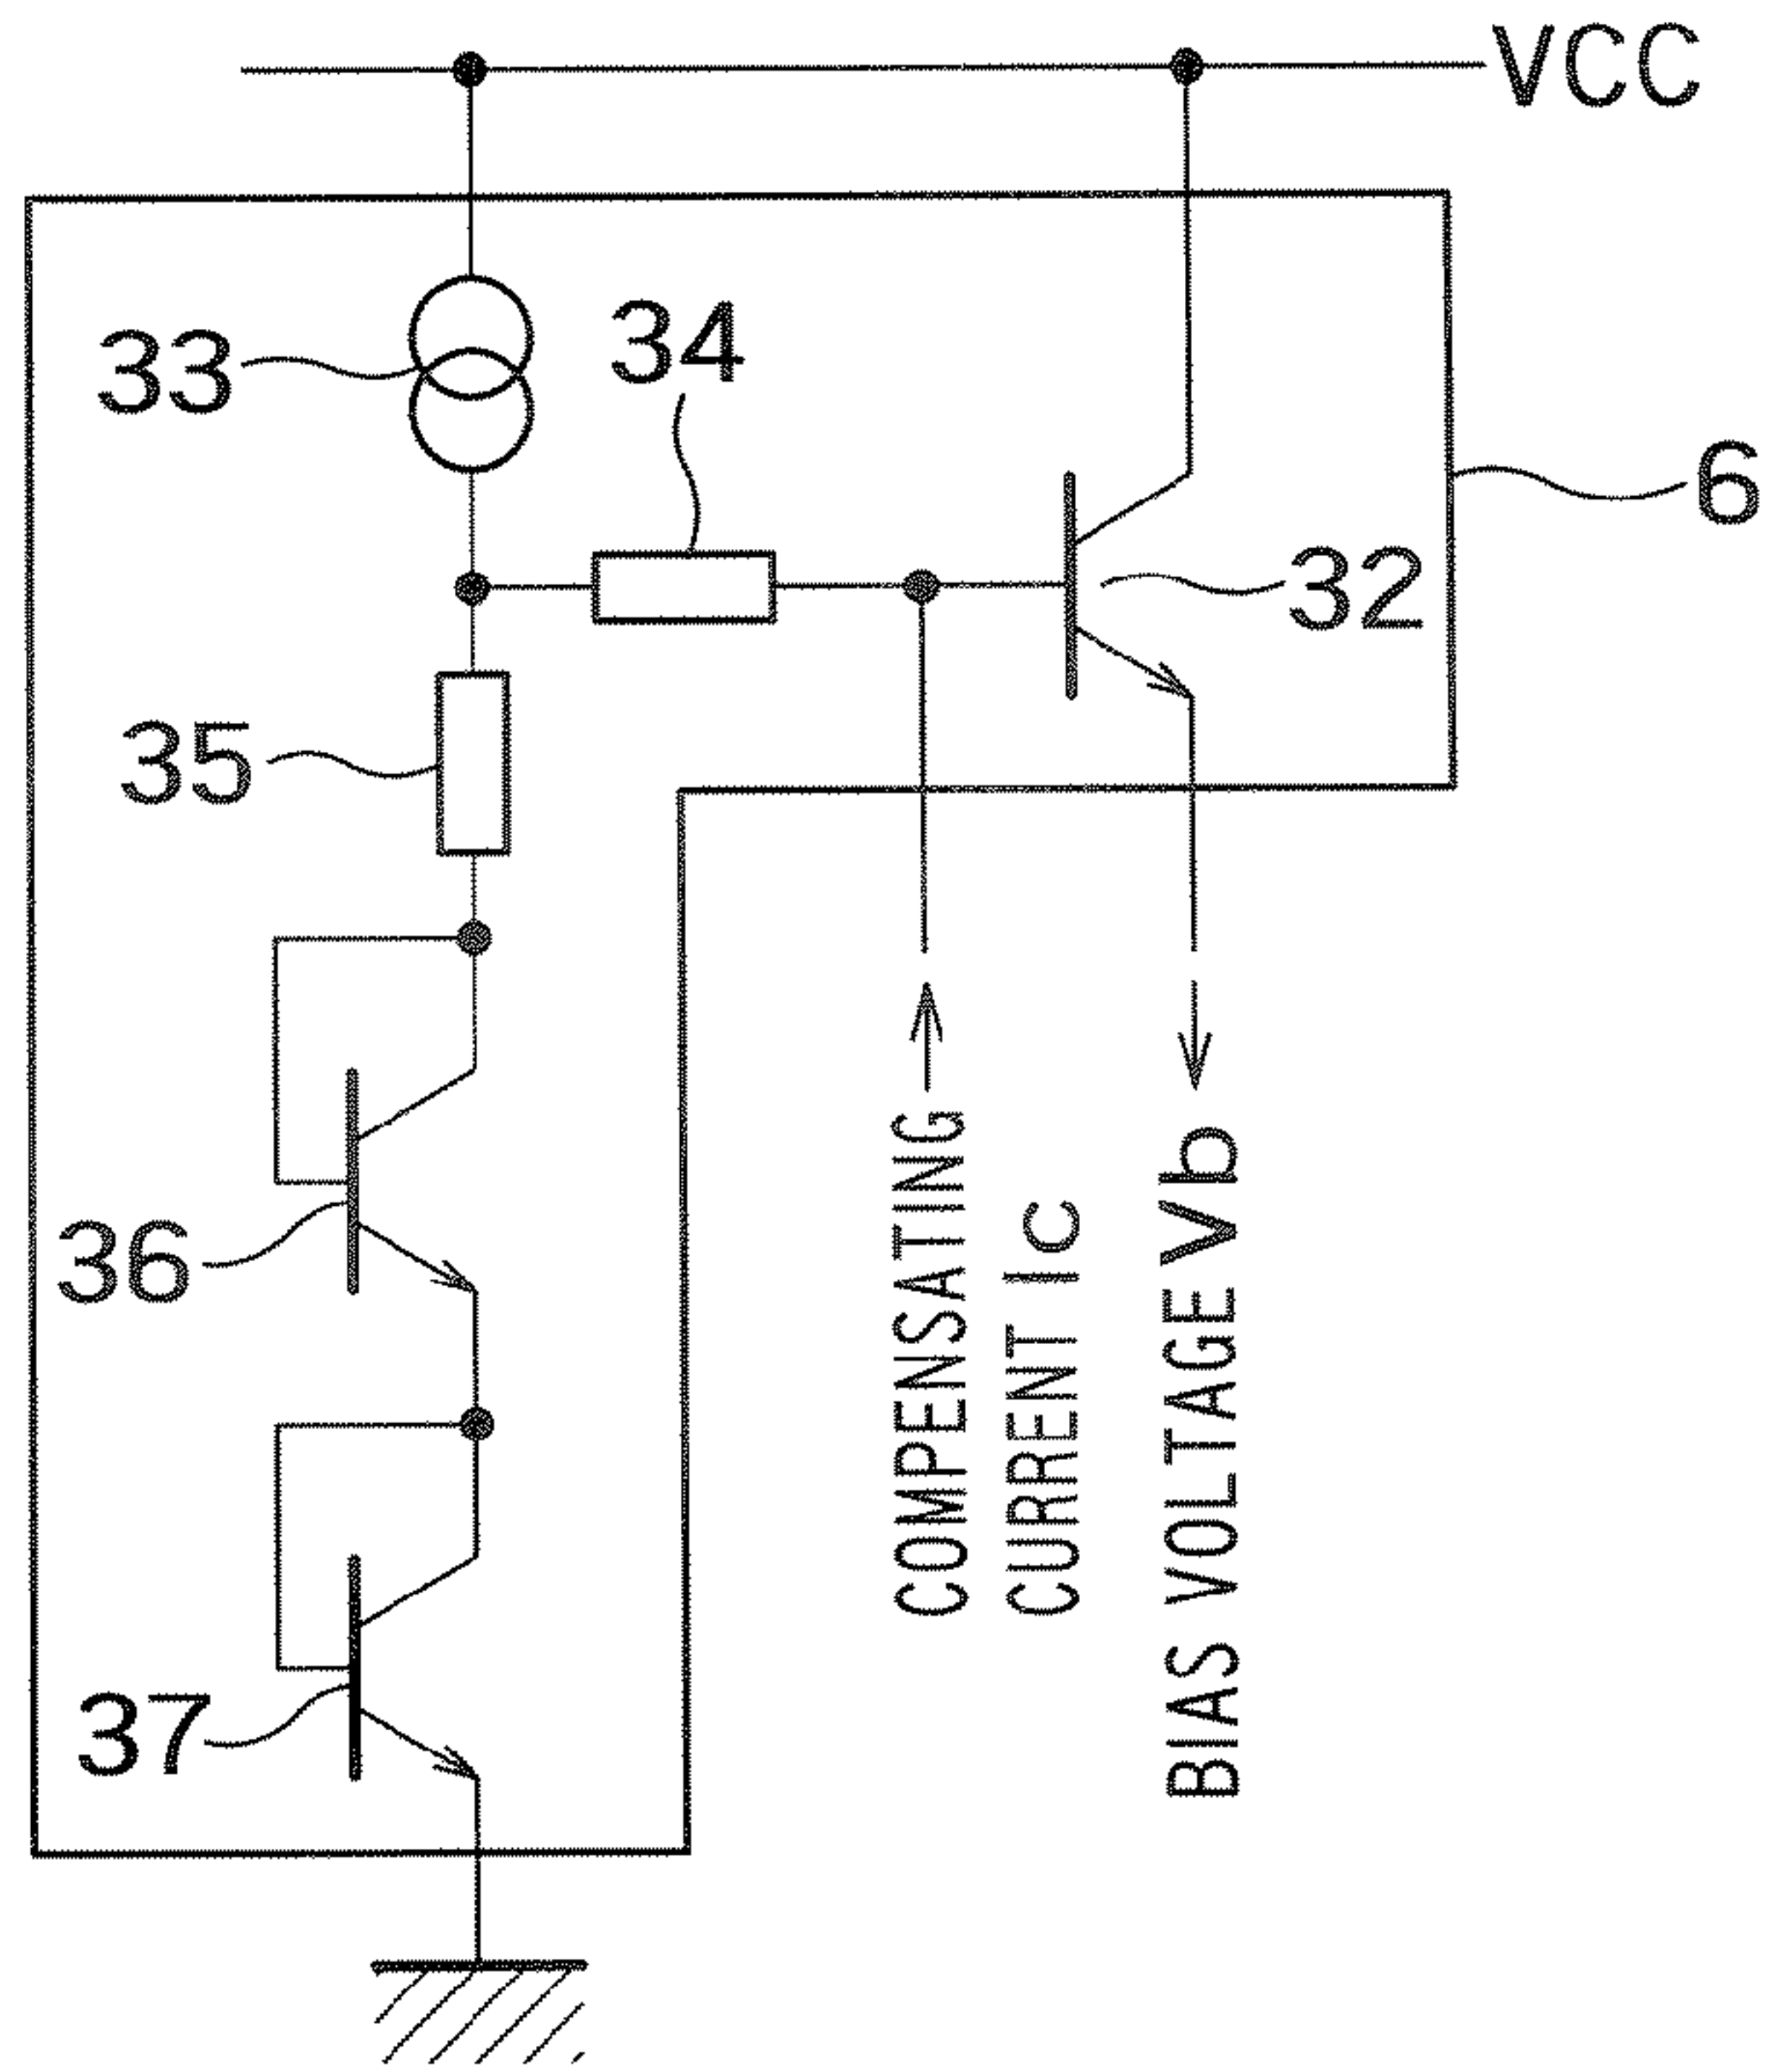 VCC
33
34
6
32
35
36
37
COMPENSATING
CURRENT Ic
BIAS VOLTAGE Vb